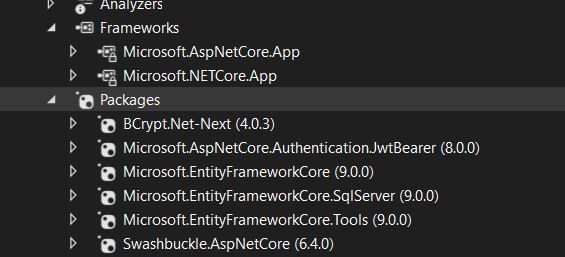 Analyzers
Frameworks
Microsoft.AspNetCore.App
Microsoft.NETCore.App
Packages
BCrypt.Net-Next (4.0.3)
Microsoft.AspNetCore.Authentication.JwtBearer (8.0.0)
Microsoft.EntityFrameworkCore (9.0.0)
Microsoft.EntityFrameworkCore.SqlServer (9.0.0)
Microsoft.EntityFrameworkCore.Tools (9.0.0)
Swashbuckle.AspNetCore (6.4.0)